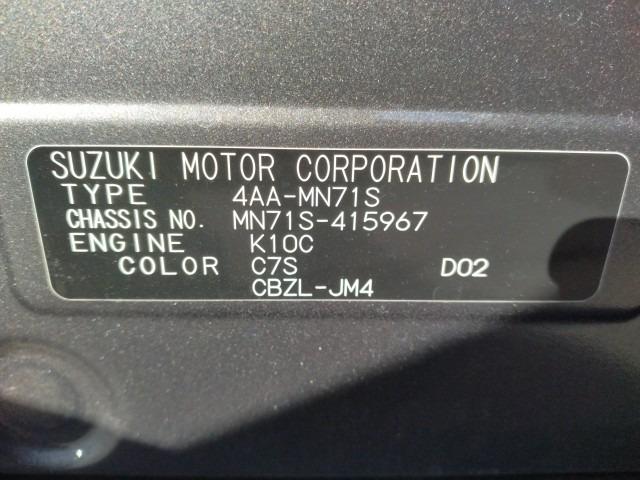 SUZUKI MOTOR CORPORATION
TYPE 4AA-MN71S
CHASSIS NO. MN71S-415967
ENGINE K10C
COLOR C7S D02
CBZL-JM4